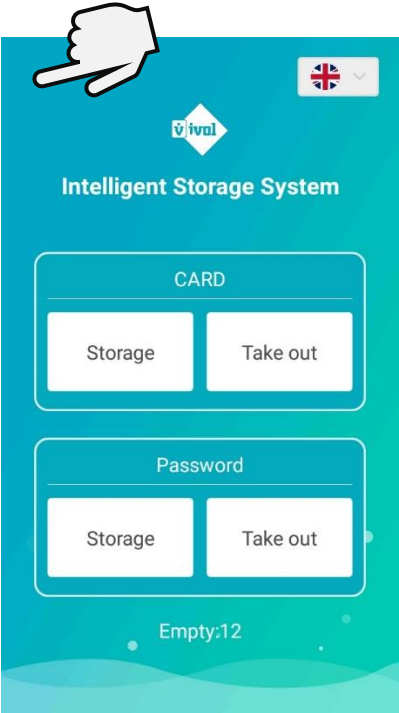 vival
Intelligent Storage System
CARD
Storage Take out
Password
Storage Take out
Empty:12